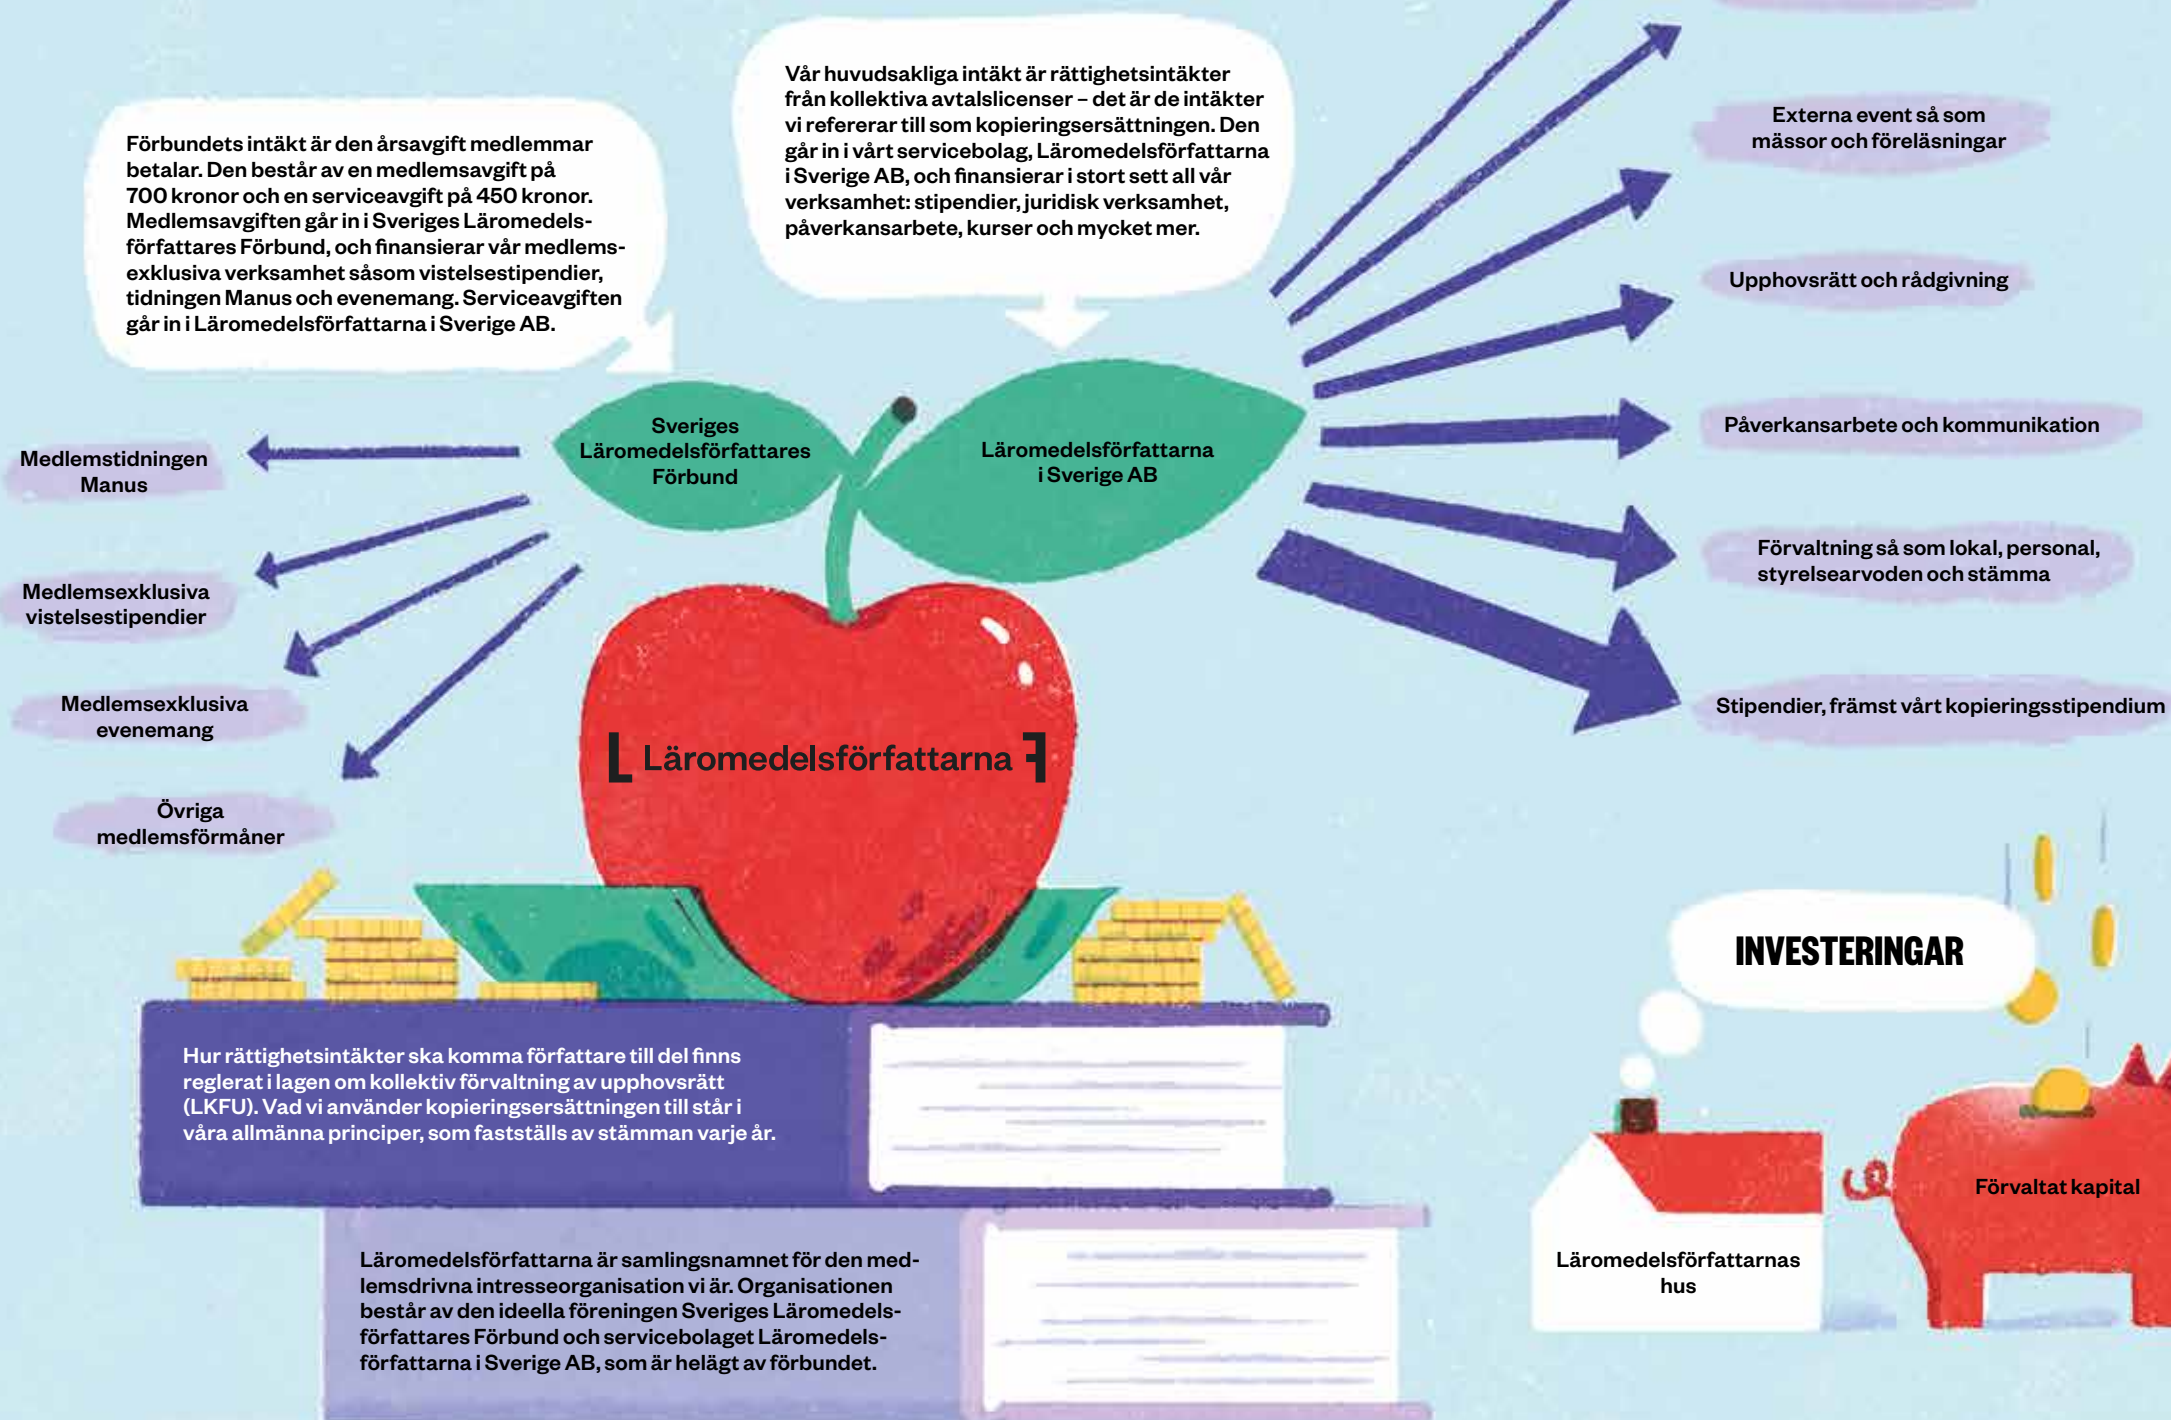 Förbundets intäkt är den årsavgift medlemmar
betalar. Den består av en medlemsavgift på
700 kronor och en serviceavgift på 450 kronor.
Medlemsavgiften går in i Sveriges Läromedels-
författares Förbund, och finansierar vår medlems-
exklusiva verksamhet såsom vistelsestipendier,
tidningen Manus och evenemang. Serviceavgiften
går in i Läromedelsförfattarna i Sverige AB.
Vår huvudsakliga intäkt är rättighetsintäkter
från kollektiva avtalslicenser – det är de intäkter
vi refererar till som kopieringsersättningen. Den
går in i vårt servicebolag, Läromedelsförfattarna
i Sverige AB, och finansierar i stort sett all vår
verksamhet: stipendier, juridisk verksamhet,
påverkansarbete, kurser och mycket mer.
Externa event så som
mässor och föreläsningar
Upphovsrätt och rådgivning
Påverkansarbete och kommunikation
Förvaltning så som lokal, personal,
styrelsearvoden och stämma
Stipendier, främst vårt kopieringsstipendium
Sveriges
Läromedelsförfattares
Förbund
Läromedelsförfattarna
i Sverige AB
Medlemstidningen
Manus
Medlemsexklusiva
vistelsestipendier
Medlemsexklusiva
evenemang
Övriga
medlemsförmåner
Läromedelsförfattarna
Hur rättighetsintäkter ska komma författare till del finns
reglerat i lagen om kollektiv förvaltning av upphovsrätt
(LKFU). Vad vi använder kopieringsersättningen till står i
våra allmänna principer, som fastställs av stämman varje år.
Läromedelsförfattarna är samlingsnamnet för den med-
lemsdrivna intresseorganisation vi är. Organisationen
består av den ideella föreningen Sveriges Läromedels-
författares Förbund och servicebolaget Läromedels-
författarna i Sverige AB, som är helägt av förbundet.
INVESTERINGAR
Läromedelsförfattarnas
hus
Förvaltat kapital